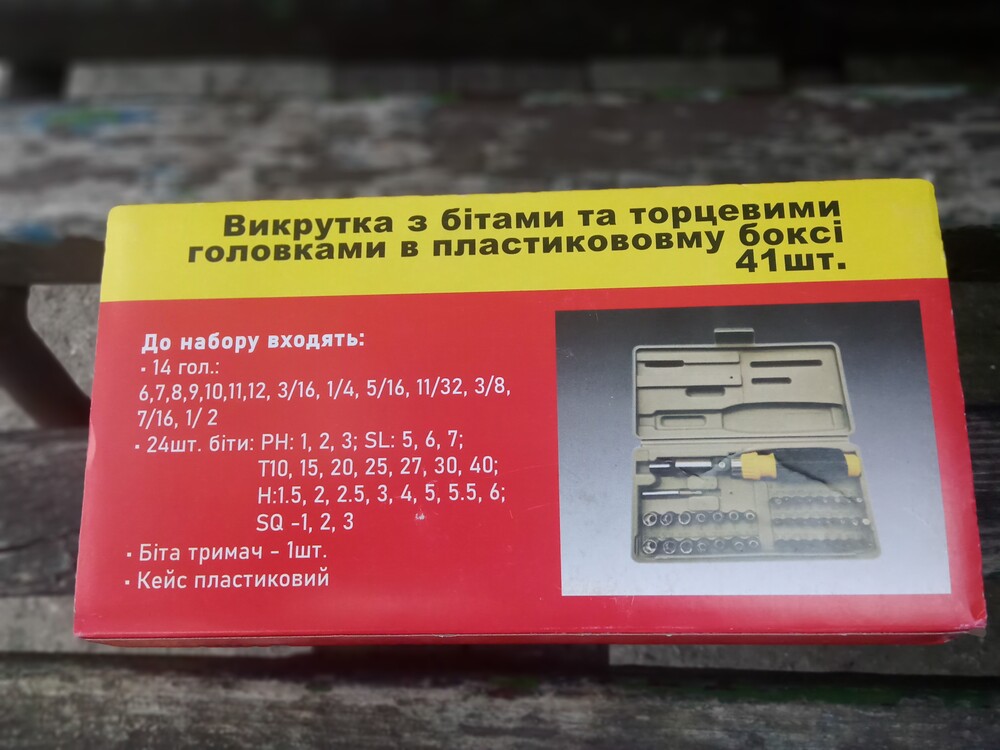 Викрутка з бітами та торцевими
головками в пластикововму боксі
41шт.
До набору входять:
· 14 гол.:
6,7,8,9,10,11,12, 3/16, 1/4, 5/16, 11/32, 3/8,
7/16, 1/ 2
· 24шт. біти: PH: 1, 2, 3; SL: 5, 6, 7;
T10, 15, 20, 25, 27, 30, 40;
H:1.5, 2, 2.5, 3, 4, 5, 5.5, 6;
SQ -1, 2, 3
· Біта тримач - 1шт.
· Кейс пластиковий